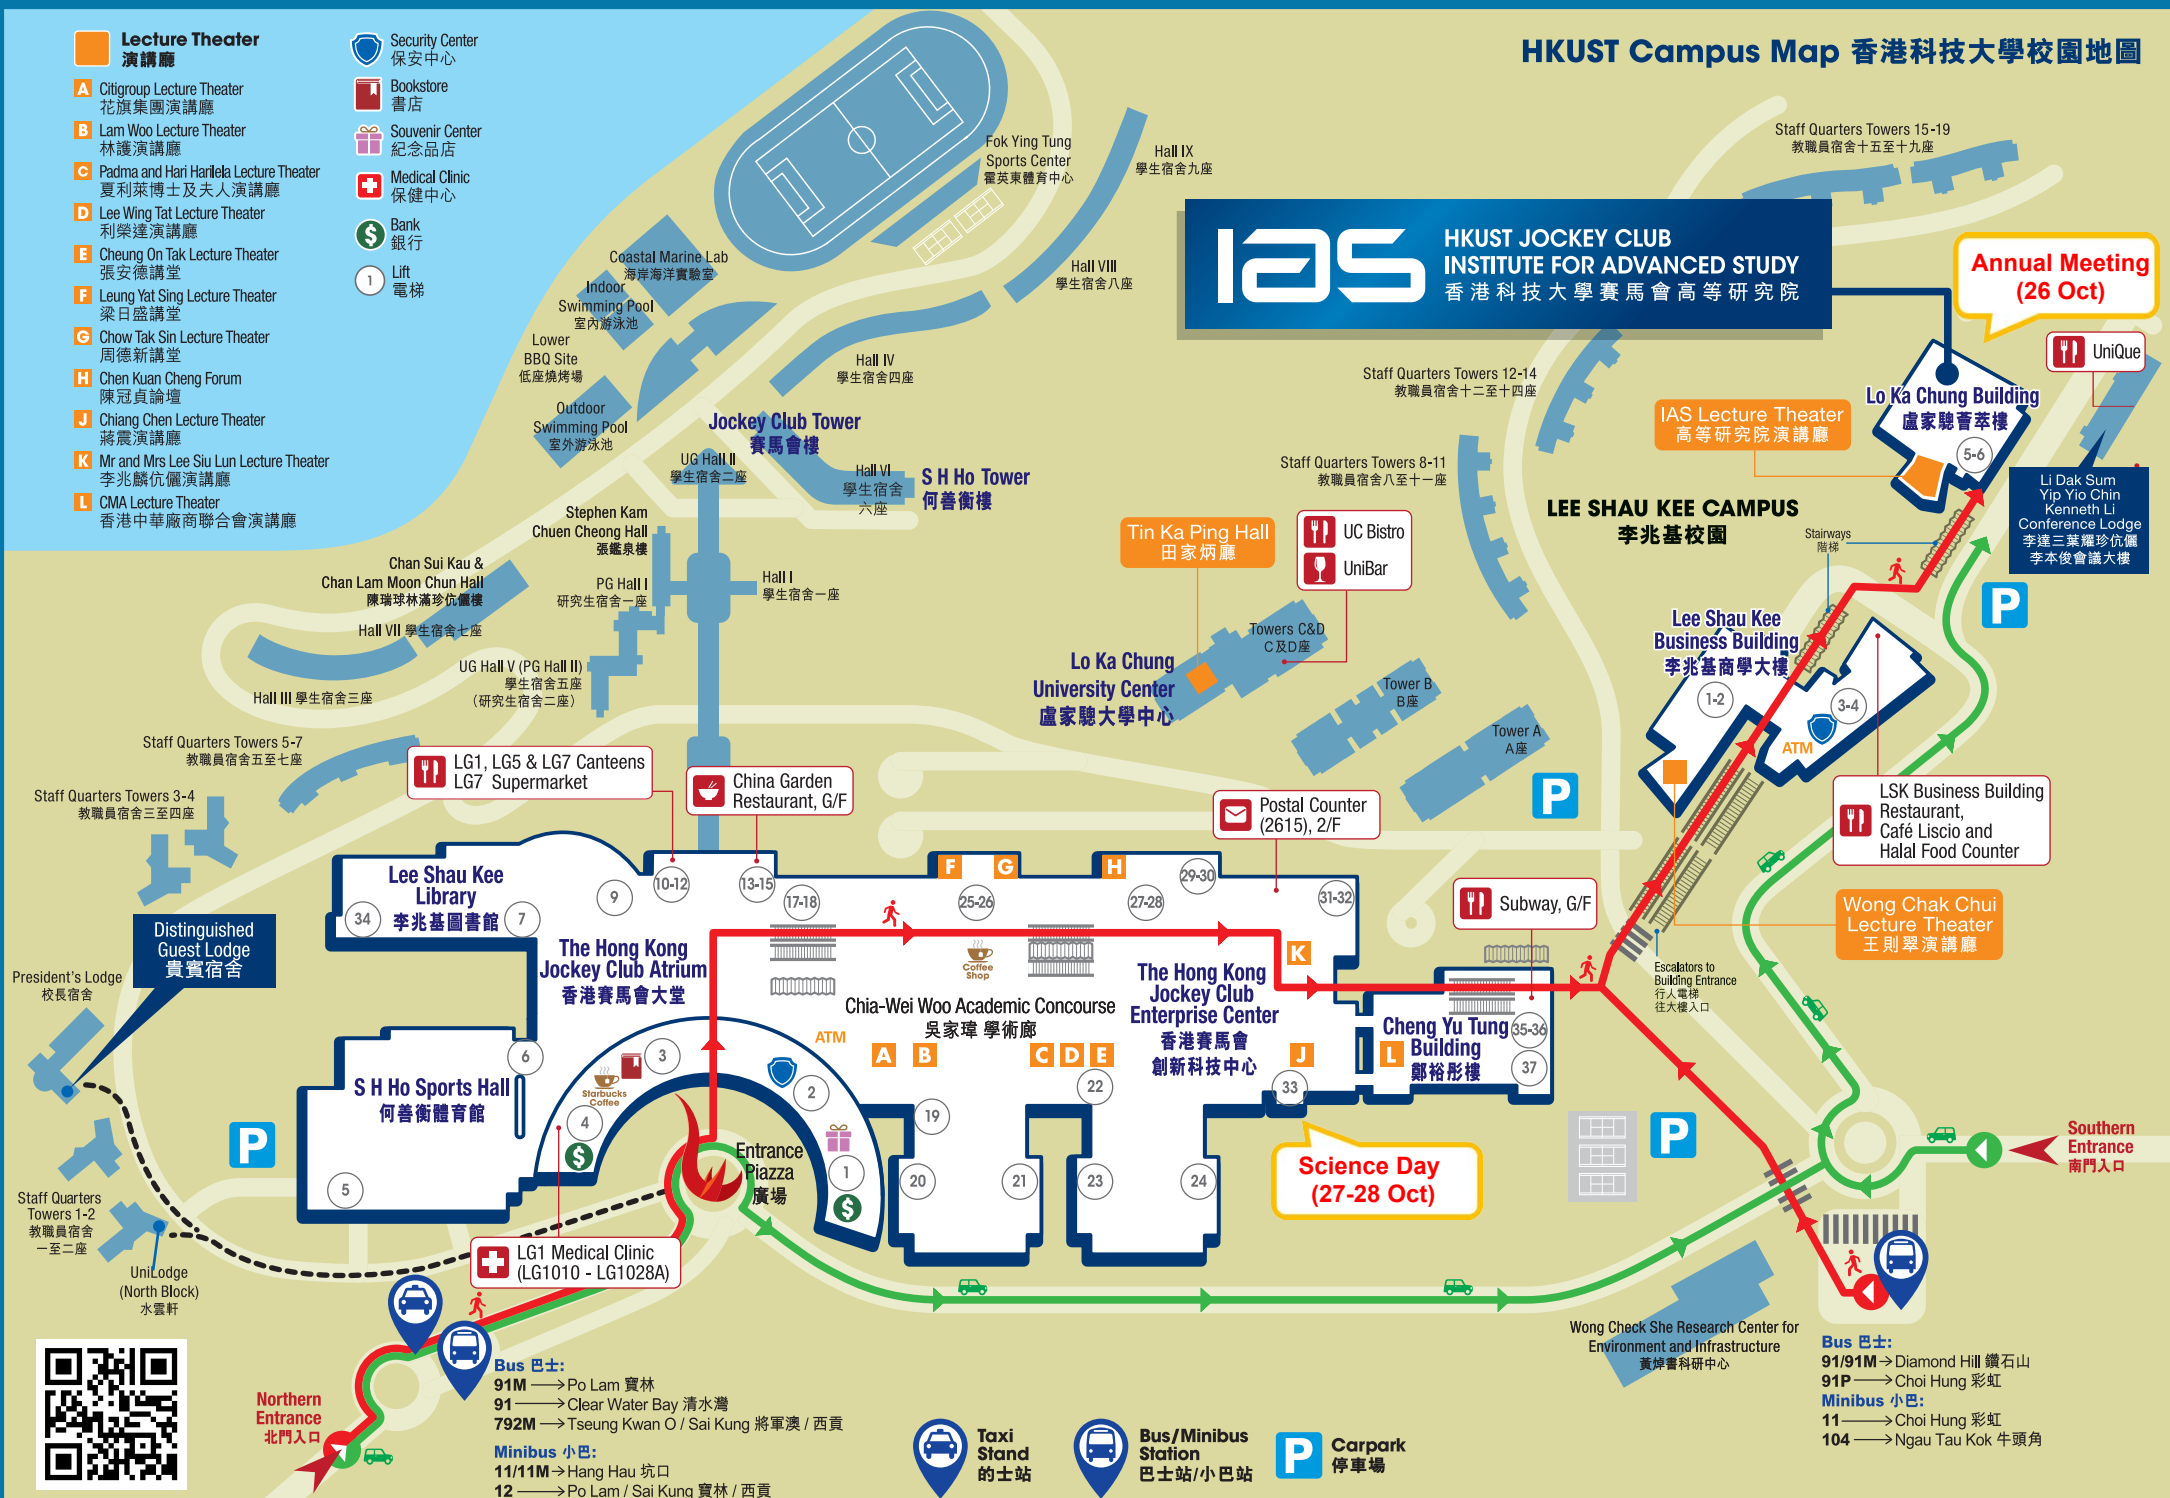 HKUST Campus Map 香港科技大學校園地圖
Lecture Theater
演講廳
A Citigroup Lecture Theater
花旗集團演講廳
B Lam Woo Lecture Theater
林護演講廳
C Padma and Hari Harilela Lecture Theater
夏利萊博士及夫人演講廳
D Lee Wing Tat Lecture Theater
利榮達演講廳
E Cheung On Tak Lecture Theater
張安德講堂
F Leung Yat Sing Lecture Theater
梁日盛講堂
G Chow Tak Sin Lecture Theater
周德新講堂
H Chen Kuan Cheng Forum
陳冠貞論壇
J Chiang Chen Lecture Theater
蔣震演講廳
K Mr and Mrs Lee Siu Lun Lecture Theater
李兆麟伉儷演講廳
L CMA Lecture Theater
香港中華廠商聯合會演講廳
Security Center
保安中心
Bookstore
書店
Souvenir Center
紀念品店
Medical Clinic
保健中心
$ Bank
銀行
1 Lift
電梯
Fok Ying Tung
Sports Center
霍英東體育中心
Hall IX
學生宿舍九座
Hall VIII
學生宿舍八座
Coastal Marine Lab
海岸海洋實驗室
Indoor
Swimming Pool
室內游泳池
Lower
BBQ Site
低座燒烤場
Outdoor
Swimming Pool
室外游泳池
Hall IV
學生宿舍四座
Jockey Club Tower
賽馬會樓
UG Hall II
學生宿舍二座
Hall VI
學生宿舍
六座
S H Ho Tower
何善衡樓
Stephen Kam
Chuen Cheong Hall
張鑑泉樓
Chan Sui Kau &
Chan Lam Moon Chun Hall
陳瑞球林滿珍伉儷樓
PG Hall I
研究生宿舍一座
Hall I
學生宿舍一座
Hall VII 學生宿舍七座
UG Hall V (PG Hall II)
學生宿舍五座
（研究生宿舍二座）
Hall III 學生宿舍三座
Staff Quarters Towers 15-19
教職員宿舍十五至十九座
ias
HKUST JOCKEY CLUB
INSTITUTE FOR ADVANCED STUDY
香港科技大學賽馬會高等研究院
Annual Meeting
(26 Oct)
UniQue
Staff Quarters Towers 12-14
教職員宿舍十二至十四座
Lo Ka Chung Building
盧家驄薈萃樓
5-6
IAS Lecture Theater
高等研究院演講廳
Staff Quarters Towers 8-11
教職員宿舍八至十一座
LEE SHAU KEE CAMPUS
李兆基校園
Li Dak Sum
Yip Yio Chin
Kenneth Li
Conference Lodge
李達三葉耀珍伉儷
李本俊會議大樓
Stairways
階梯
P
Tin Ka Ping Hall
田家炳廳
UC Bistro
UniBar
Towers C&D
C及D座
Lo Ka Chung
University Center
盧家驄大學中心
Tower B
B座
Tower A
A座
Lee Shau Kee
Business Building
李兆基商學大樓
1-2
3-4
ATM
P
LSK Business Building
Restaurant,
Café Liscio and
Halal Food Counter
Wong Chak Chui
Lecture Theater
王則翠演講廳
Escalators to
Building Entrance
行人電梯
往大樓入口
Staff Quarters Towers 5-7
教職員宿舍五至七座
Staff Quarters Towers 3-4
教職員宿舍三至四座
LG1, LG5 & LG7 Canteens
LG7 Supermarket
China Garden
Restaurant, G/F
Postal Counter
(2615), 2/F
Subway, G/F
Lee Shau Kee
Library
李兆基圖書館
34
7
9
10-12
13-15
17-18
F
G
25-26
H
27-28
29-30
31-32
Distinguished
Guest Lodge
貴賓宿舍
President's Lodge
校長宿舍
The Hong Kong
Jockey Club Atrium
香港賽馬會大堂
Coffee
Shop
K
Chia-Wei Woo Academic Concourse
吳家瑋 學術廊
The Hong Kong
Jockey Club
Enterprise Center
香港賽馬會
創新科技中心
Cheng Yu Tung
Building
鄭裕彤樓
35-36
37
ATM
A
B
C
D
E
J
L
6
3
2
Starbucks
Coffee
4
$
1
$
19
22
33
20
21
23
24
S H Ho Sports Hall
何善衡體育館
5
P
Entrance
Piazza
廣場
Science Day
(27-28 Oct)
P
Southern
Entrance
南門入口
Staff Quarters
Towers 1-2
教職員宿舍
一至二座
UniLodge
(North Block)
水雲軒
LG1 Medical Clinic
(LG1010 - LG1028A)
Wong Check She Research Center for
Environment and Infrastructure
黃焯書科研中心
Northern
Entrance
北門入口
Bus 巴士:
91M → Po Lam 寶林
91 → Clear Water Bay 清水灣
792M → Tseung Kwan O / Sai Kung 將軍澳 / 西貢
Minibus 小巴:
11/11M → Hang Hau 坑口
12 → Po Lam / Sai Kung 寶林 / 西貢
Taxi
Stand
的士站
Bus/Minibus
Station
巴士站/小巴站
P Carpark
停車場
Bus 巴士:
91/91M → Diamond Hill 鑽石山
91P → Choi Hung 彩虹
Minibus 小巴:
11 → Choi Hung 彩虹
104 → Ngau Tau Kok 牛頭角